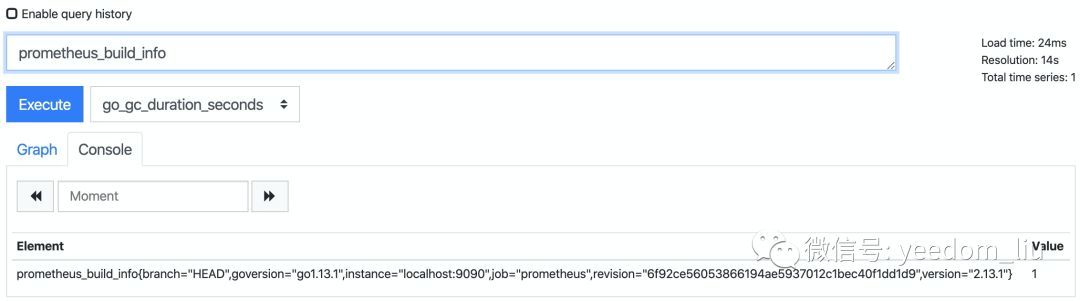 Enable query history
prometheus_build_info
Load time: 24ms
Resolution: 14s
Total time series: 1
Execute
go_gc_duration_seconds
Graph
Console
Moment
Element
Value
微信号: yeedom_liu
prometheus_build_info{branch="HEAD",goversion="go1.13.1",instance="localhost:9090",job="prometheus",revision="6f92ce56053866194ae5937012c1bec40f1dd1d9",version="2.13.1"}
1